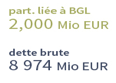 part. liée à BGL
2,000 Mio EUR
dette brute
8 974 Mio EUR